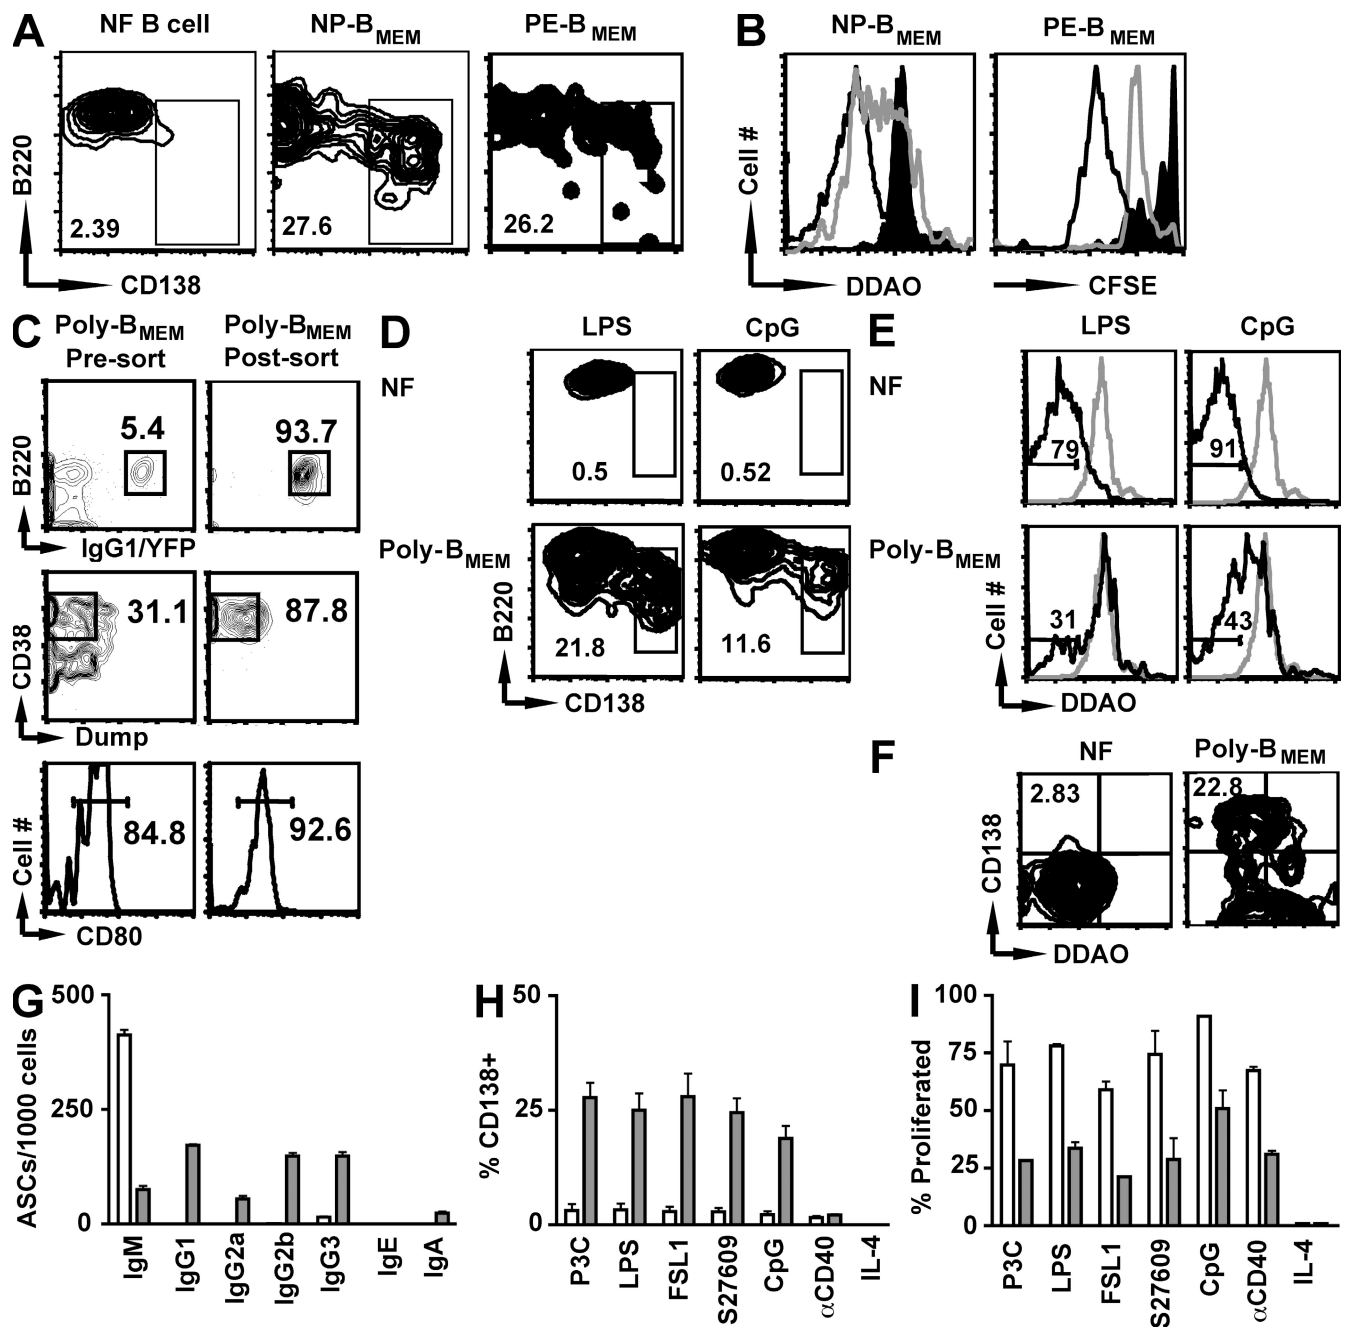 A
NF B cell
NP-BMEM
PE-BMEM
B220
2.39
27.6
26.2
CD138
B
NP-BMEM
PE-BMEM
Cell #
DDAO
CFSE
C
Poly-BMEM
Pre-sort
Poly-BMEM
Post-sort
5.4
93.7
B220
IgG1/YFP
31.1
87.8
CD38
Dump
84.8
92.6
Cell #
CD80
D
LPS
CpG
NF
0.5
0.52
Poly-BMEM
B220
21.8
11.6
CD138
E
LPS
CpG
NF
79
91
Poly-BMEM
31
43
Cell #
DDAO
F
NF
Poly-BMEM
2.83
22.8
CD138
DDAO
G
500
250
0
ASCs/1000 cells
IgM
IgG1
IgG2a
IgG2b
IgG3
IgE
IgA
H
50
25
0
% CD138+
P3C
LPS
FSL1
S27609
CpG
αCD40
IL-4
I
100
75
50
25
0
% Proliferated
P3C
LPS
FSL1
S27609
CpG
αCD40
IL-4